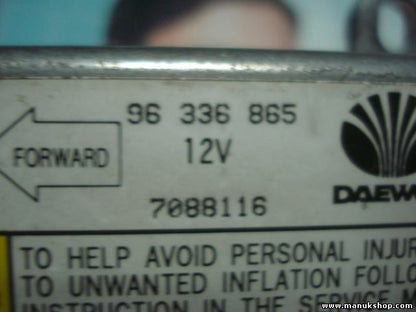 96 336 865
FORWARD
12V
DAEW
7088116
TO HELP AVOID PERSONAL INJUR
TO UNWANTED INFLATION FOLLO
INSTRUCTION IN THE SERVICE M
www.manukshop.com